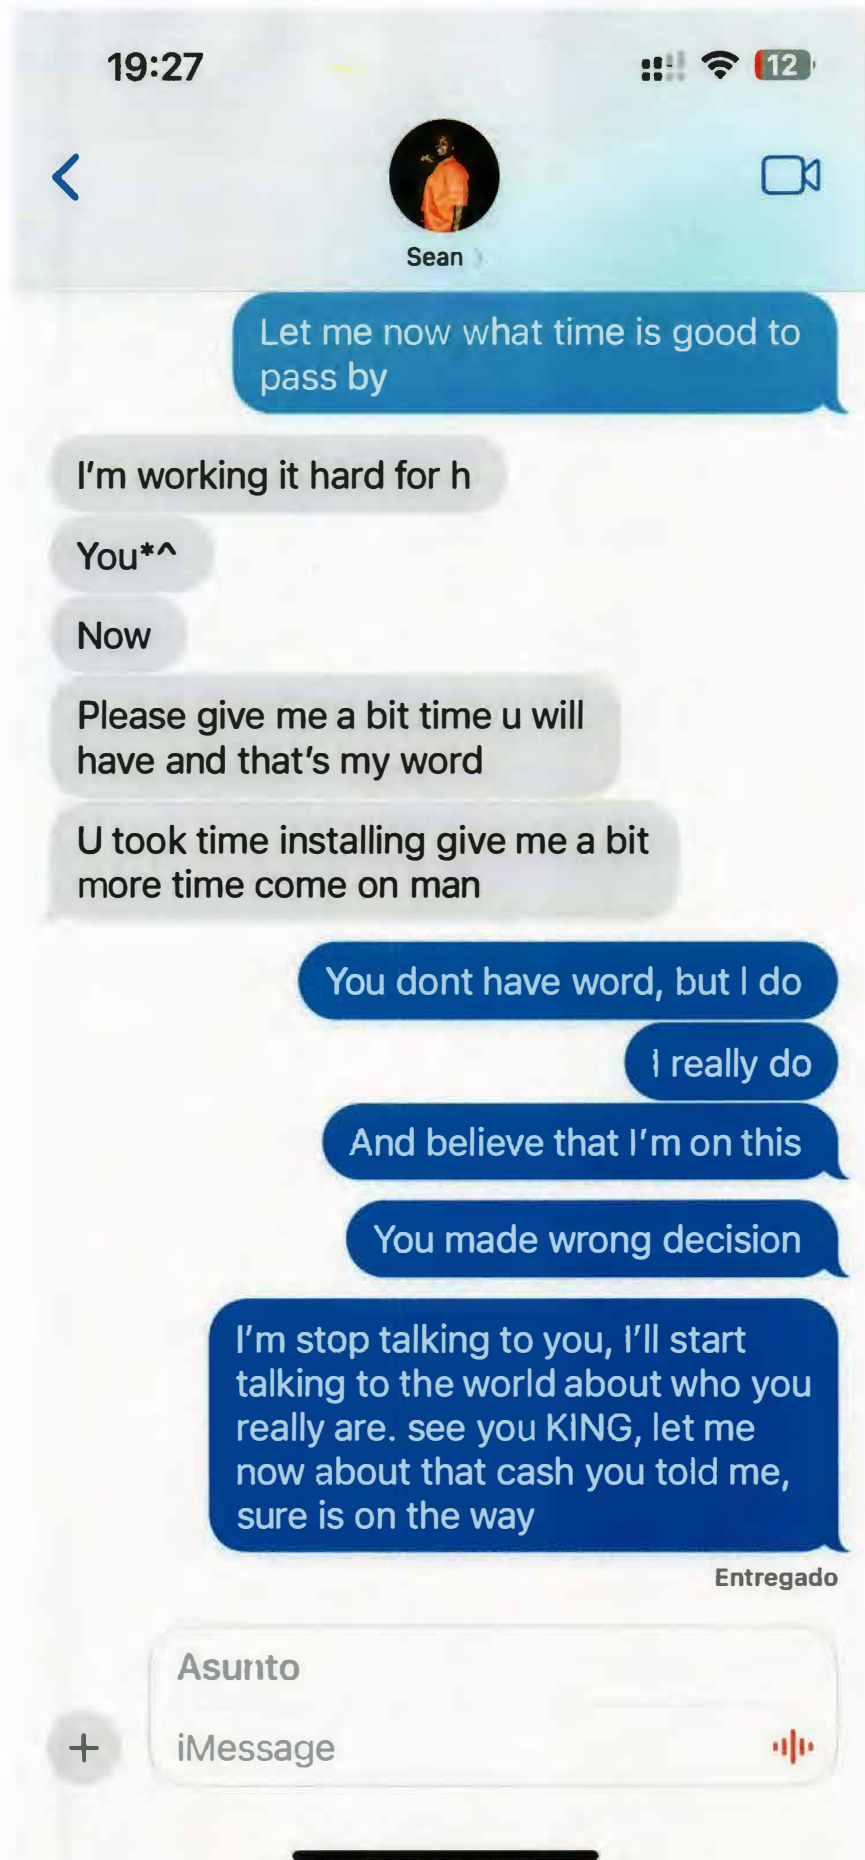 19:27
12
Sean
Let me now what time is good to
pass by
I'm working it hard for h
You*^
Now
Please give me a bit time u will
have and that's my word
U took time installing give me a bit
more time come on man
You dont have word, but I do
I really do
And believe that I'm on this
You made wrong decision
I'm stop talking to you, I'll start
talking to the world about who you
really are. see you KING, let me
now about that cash you told me,
sure is on the way
Entregado
Asunto
iMessage